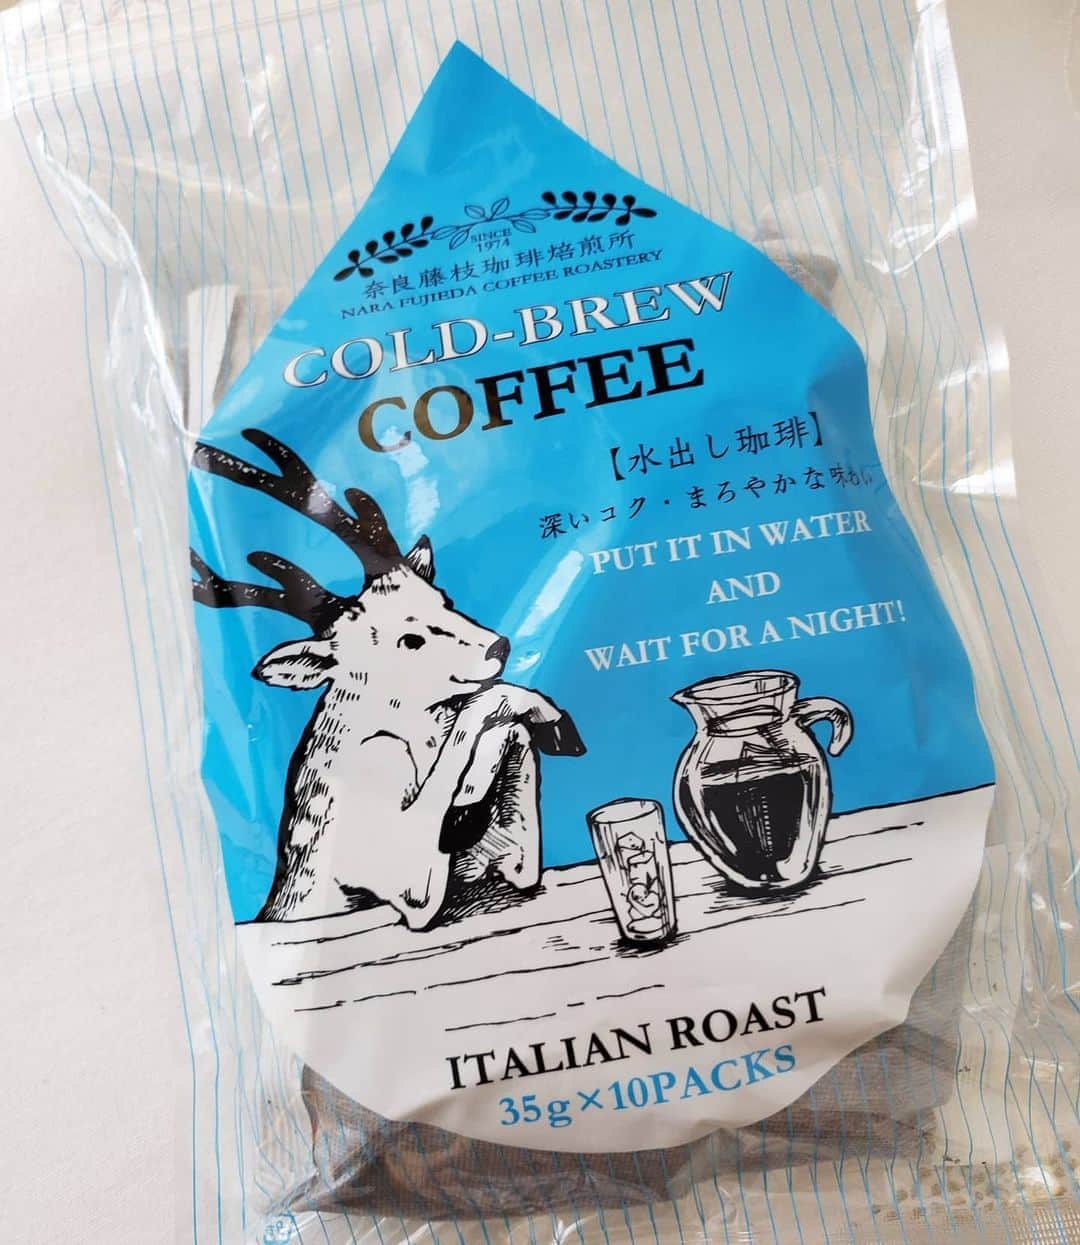 SINCE
1974
奈良藤枝珈琲焙煎所
NARA FUJIEDA COFFEE ROASTERY
COLD-BREW
COFFEE
【水出し珈琲】
深いコク・まろやかな味わい
PUT IT IN WATER
AND
WAIT FOR A NIGHT!
ITALIAN ROAST
35g×10PACKS